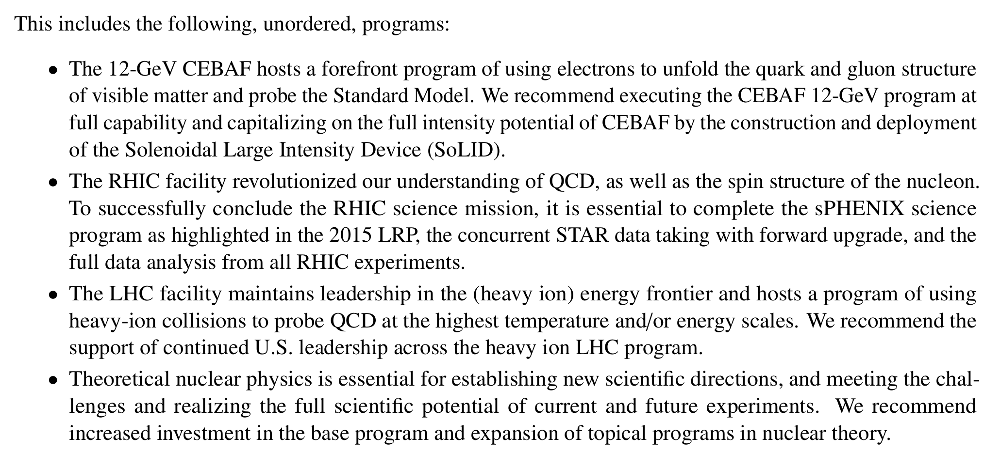 This includes the following, unordered, programs:
• The 12-GeV CEBAF hosts a forefront program of using electrons to unfold the quark and gluon structure
of visible matter and probe the Standard Model. We recommend executing the CEBAF 12-GeV program at
full capability and capitalizing on the full intensity potential of CEBAF by the construction and deployment
of the Solenoidal Large Intensity Device (SoLID).
• The RHIC facility revolutionized our understanding of QCD, as well as the spin structure of the nucleon.
To successfully conclude the RHIC science mission, it is essential to complete the sPHENIX science
program as highlighted in the 2015 LRP, the concurrent STAR data taking with forward upgrade, and the
full data analysis from all RHIC experiments.
• The LHC facility maintains leadership in the (heavy ion) energy frontier and hosts a program of using
heavy-ion collisions to probe QCD at the highest temperature and/or energy scales. We recommend the
support of continued U.S. leadership across the heavy ion LHC program.
• Theoretical nuclear physics is essential for establishing new scientific directions, and meeting the chal-
lenges and realizing the full scientific potential of current and future experiments. We recommend
increased investment in the base program and expansion of topical programs in nuclear theory.